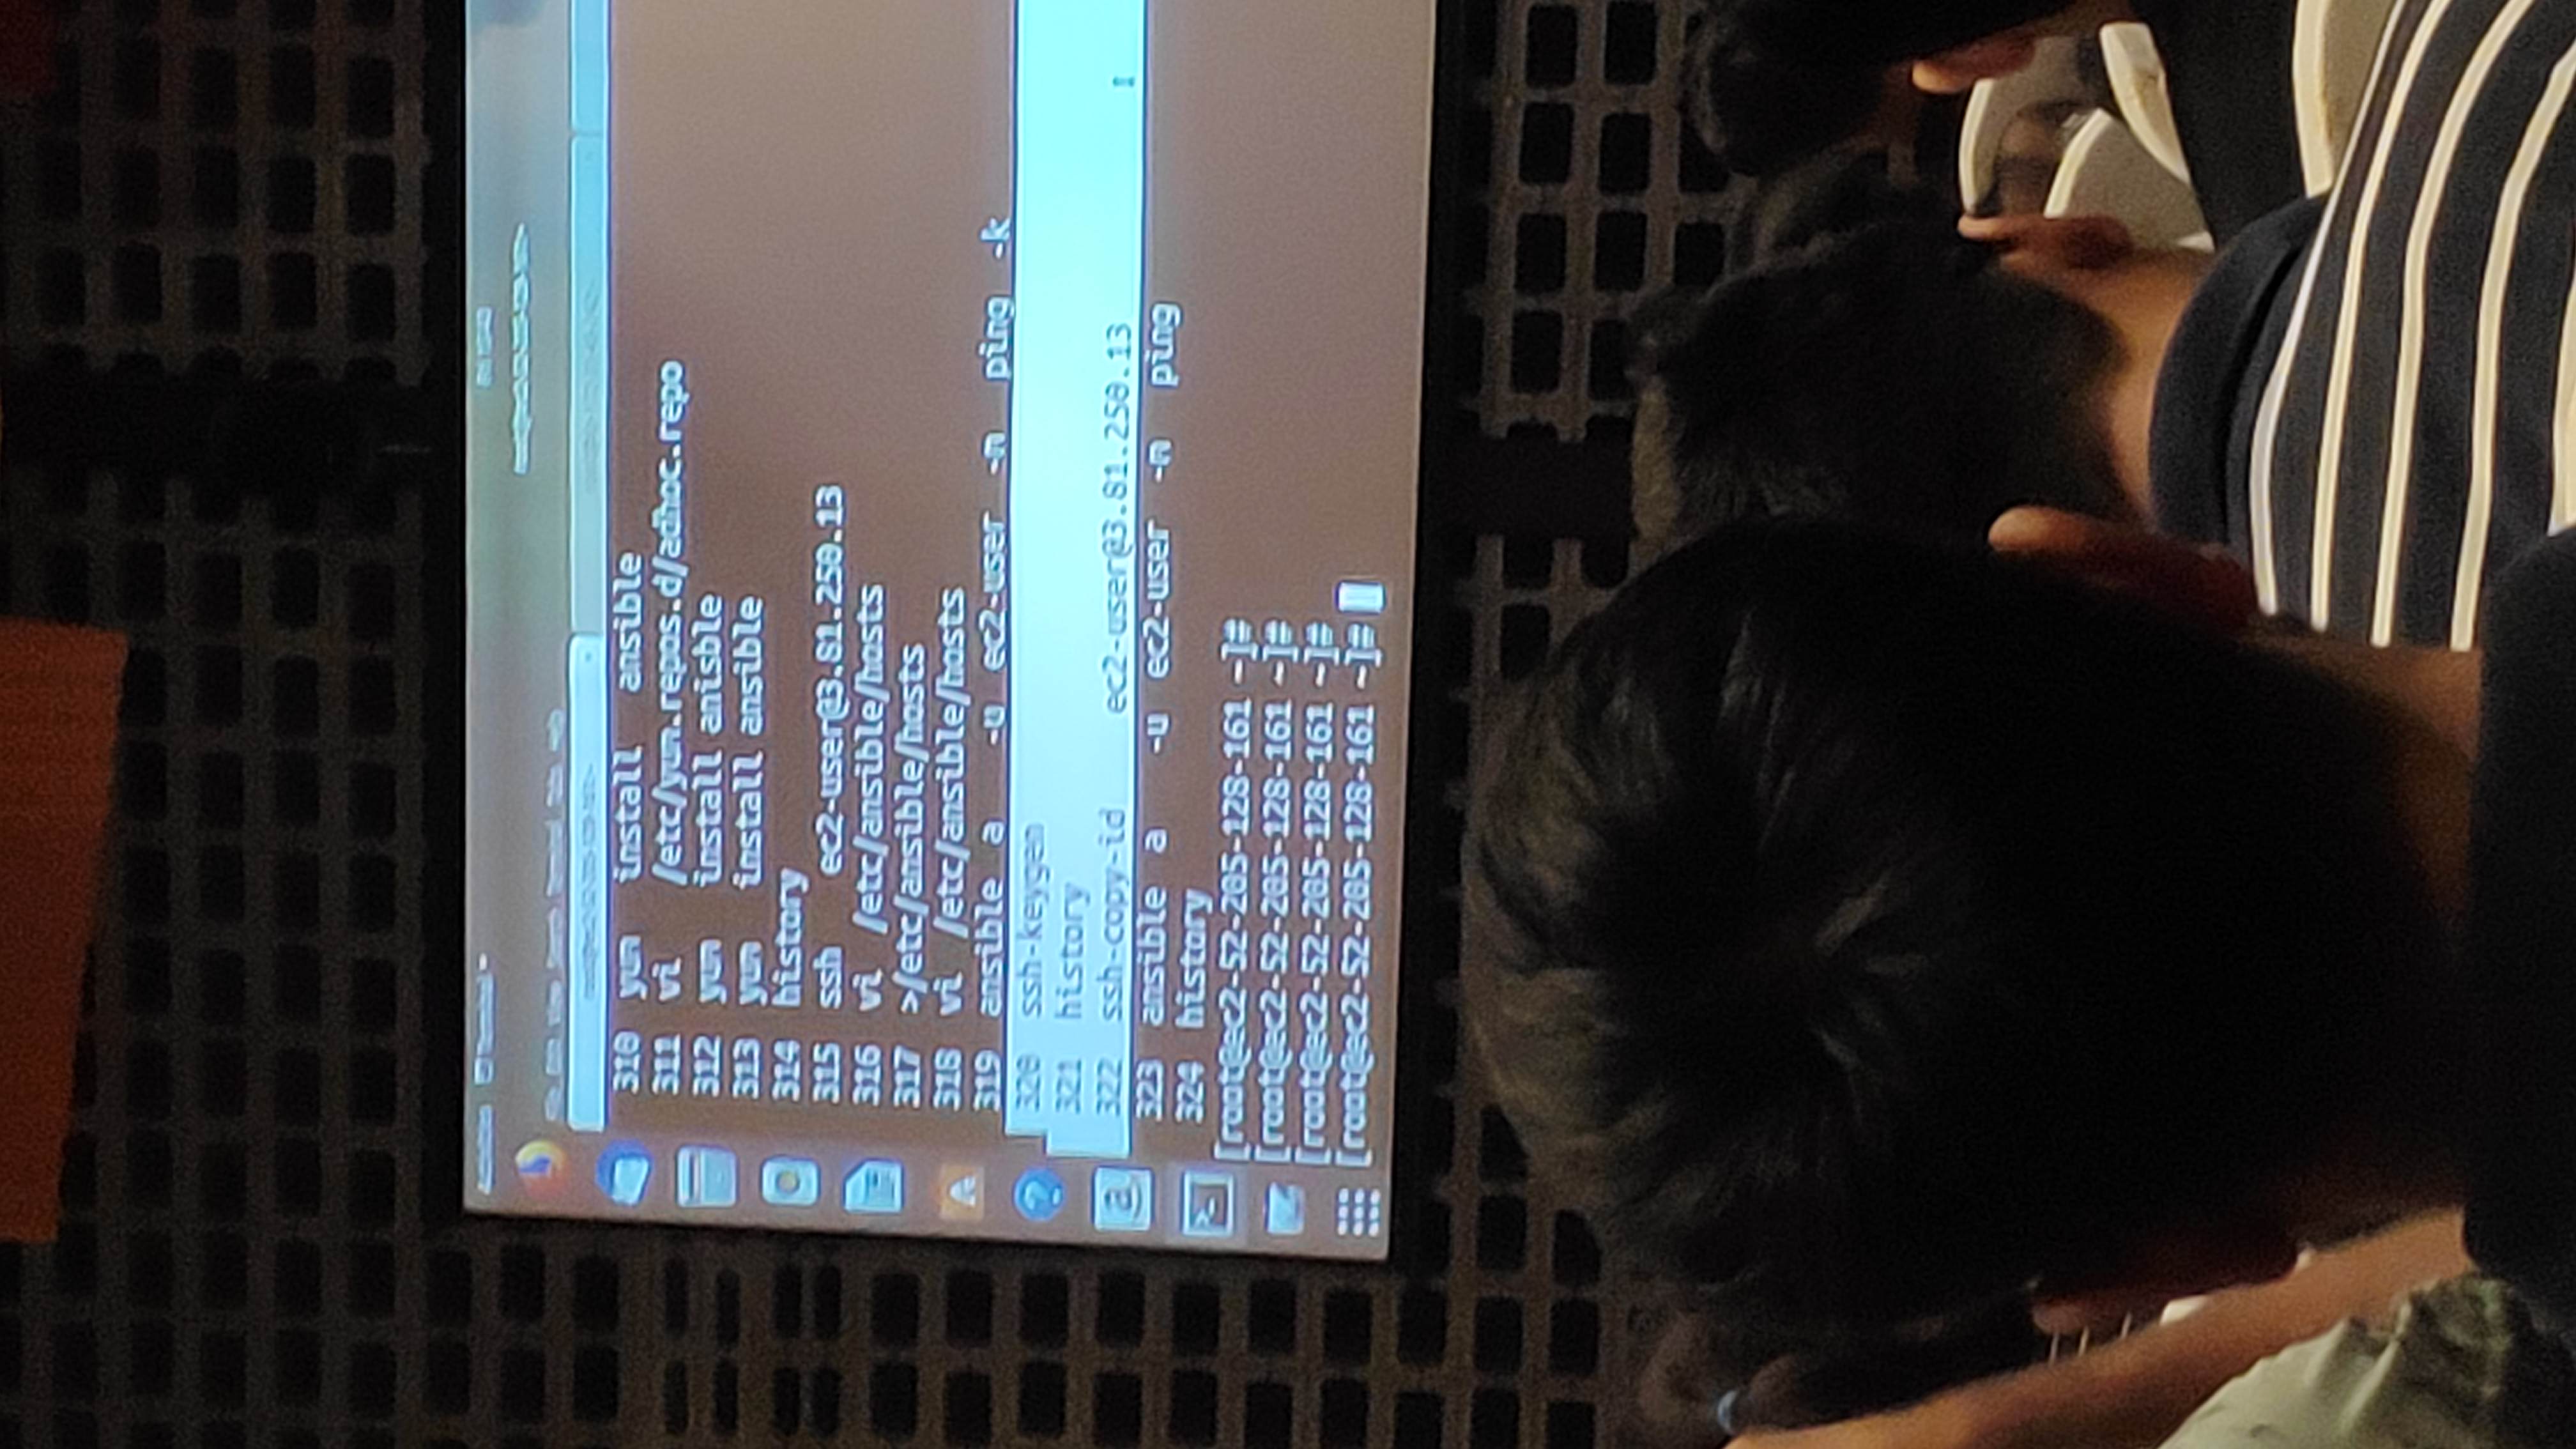 Activities Terminal
File Edit View Search Terminal Tabs Help
310 yum install ansible
311 vi /etc/yum.repos.d/adhoc.repo
312 yum install anisble
313 yum install ansible
314 history
315 ssh ec2-user@3.81.250.13
316 vi /etc/ansible/hosts
317 >/etc/ansible/hosts
318 vi /etc/ansible/hosts
319 ansible a -u ec2-user -m ping -k
320 ssh-keygen
321 history
322 ssh-copy-id ec2-user@3.81.250.13
323 ansible a -u ec2-user -m ping
324 history
[root@ec2-52-205-128-161 ~]#
[root@ec2-52-205-128-161 ~]#
[root@ec2-52-205-128-161 ~]#
[root@ec2-52-205-128-161 ~]#